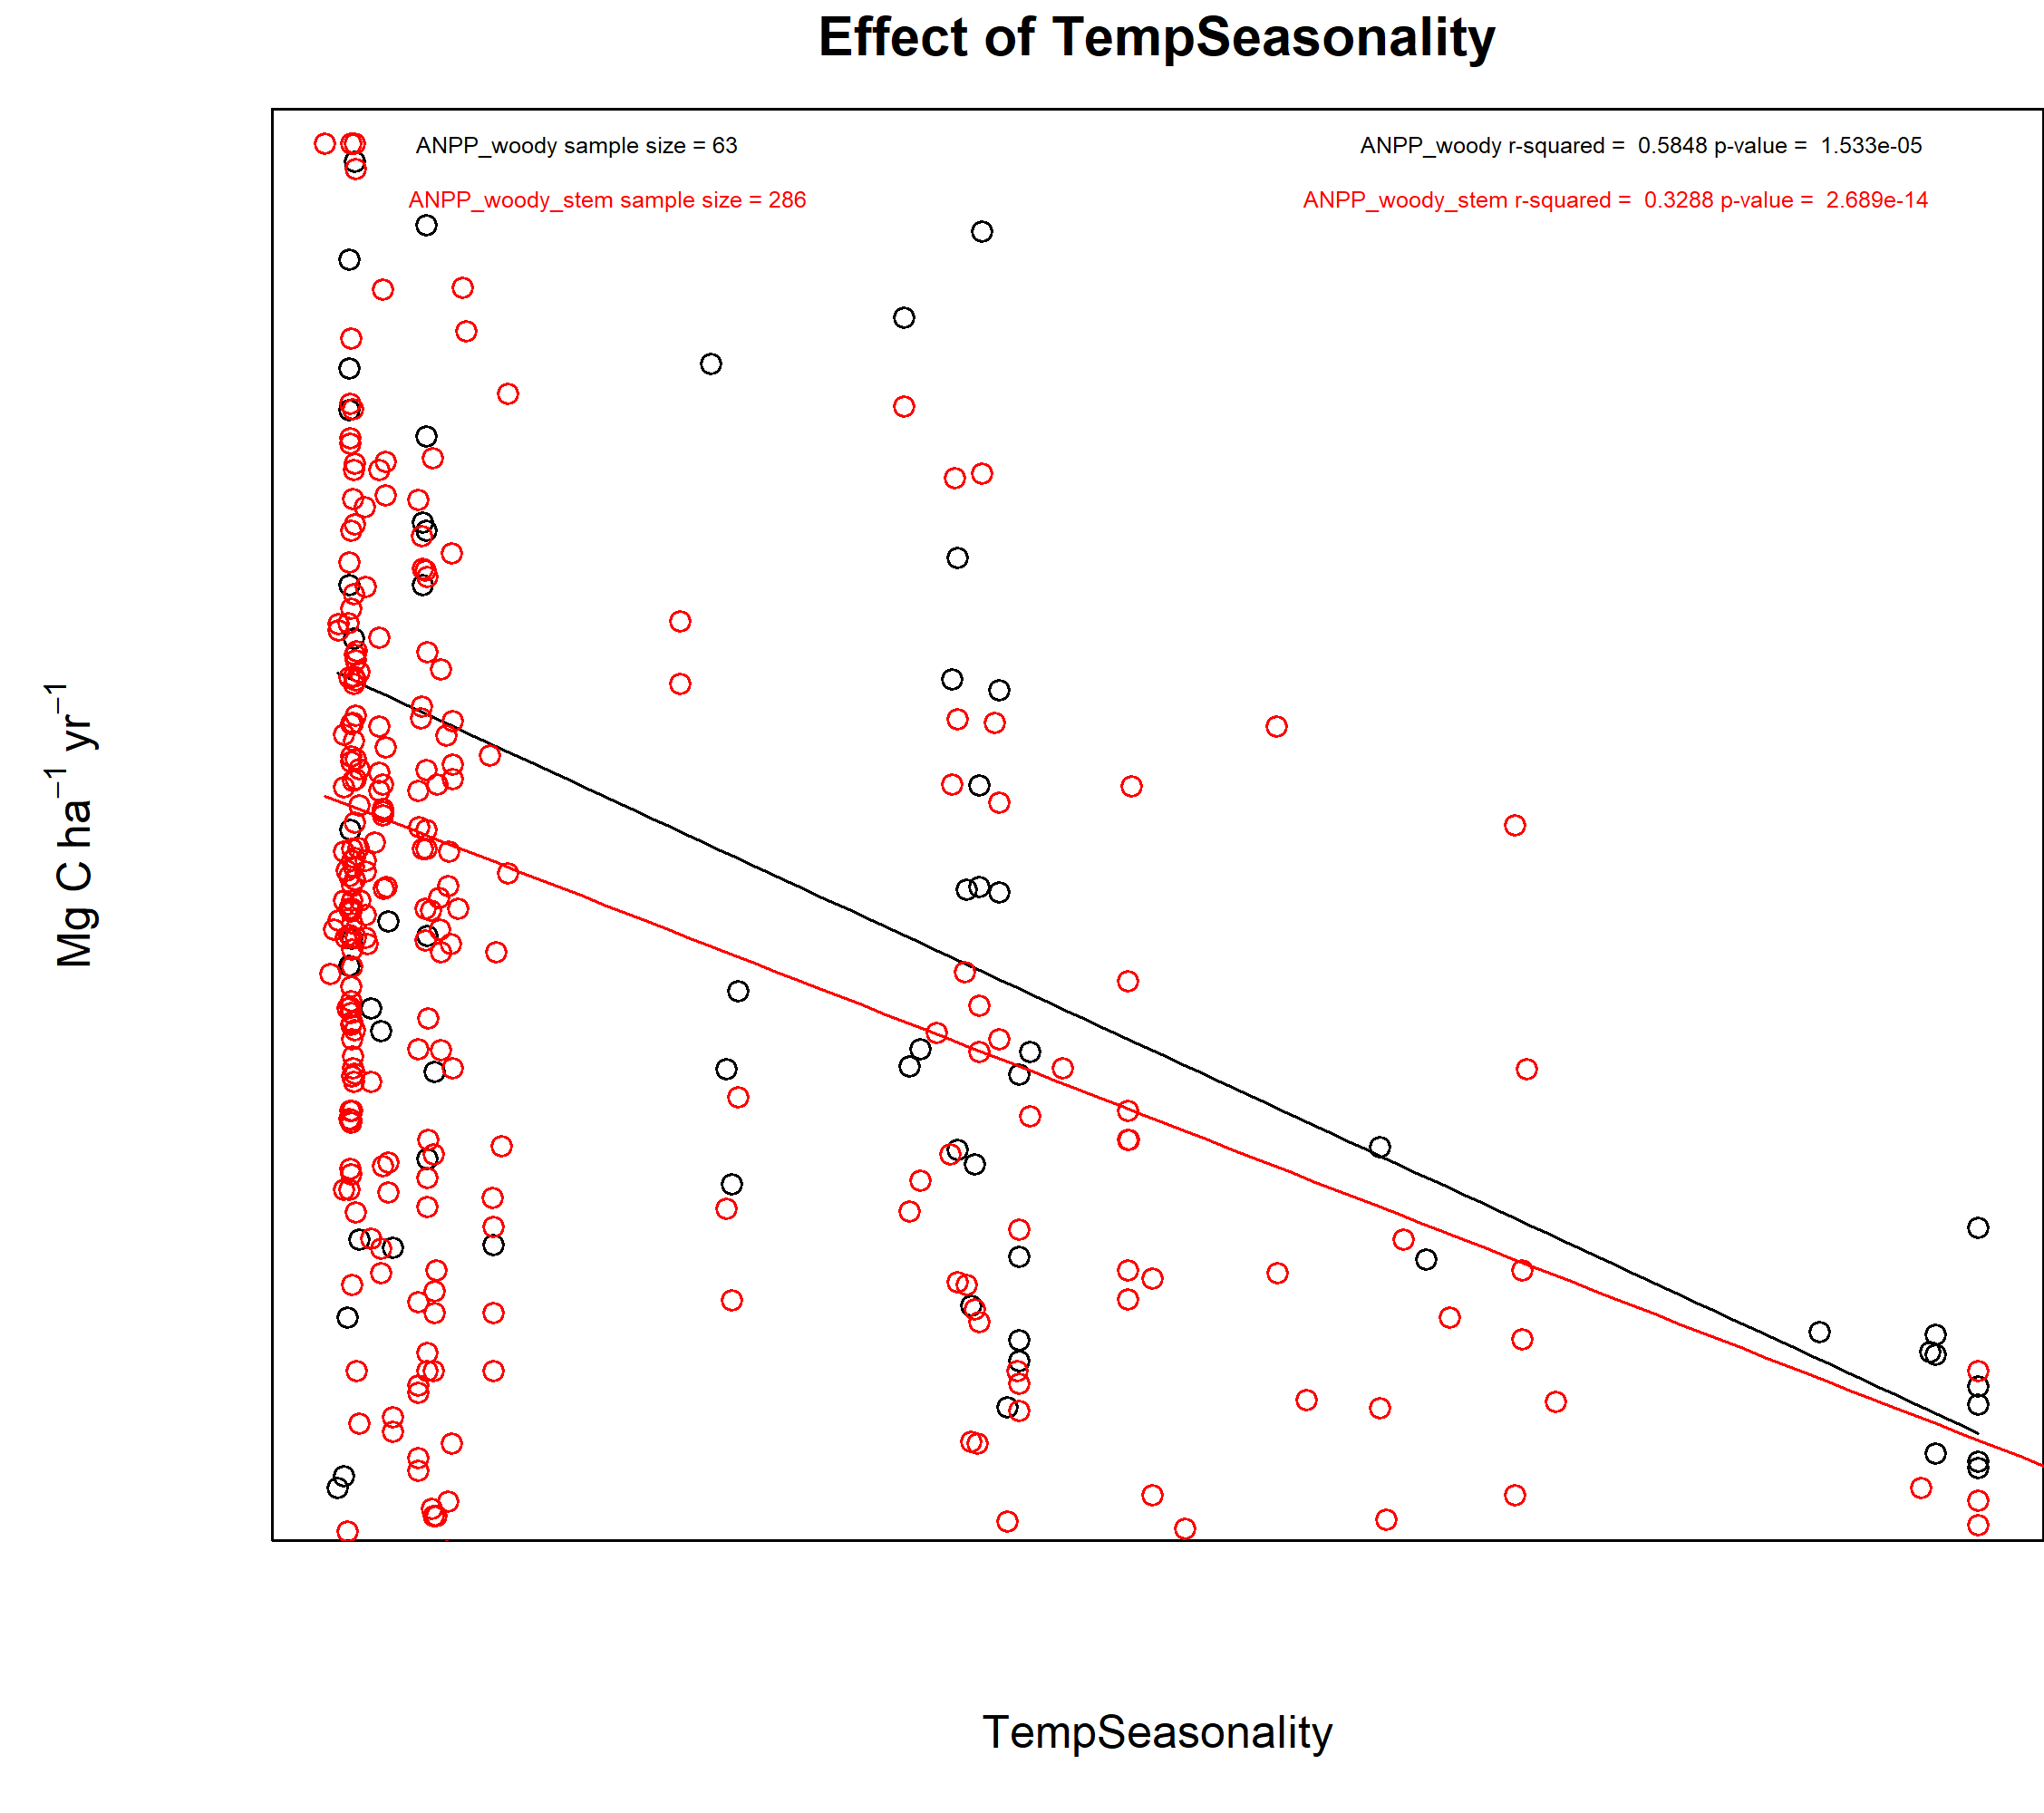 Effect of TempSeasonality
ANPP_woody sample size = 63
ANPP_woody r-squared = 0.5848 p-value = 1.533e-05
ANPP_woody_stem sample size = 286
ANPP_woody_stem r-squared = 0.3288 p-value = 2.689e-14
Mg C ha⁻¹ yr⁻¹
TempSeasonality